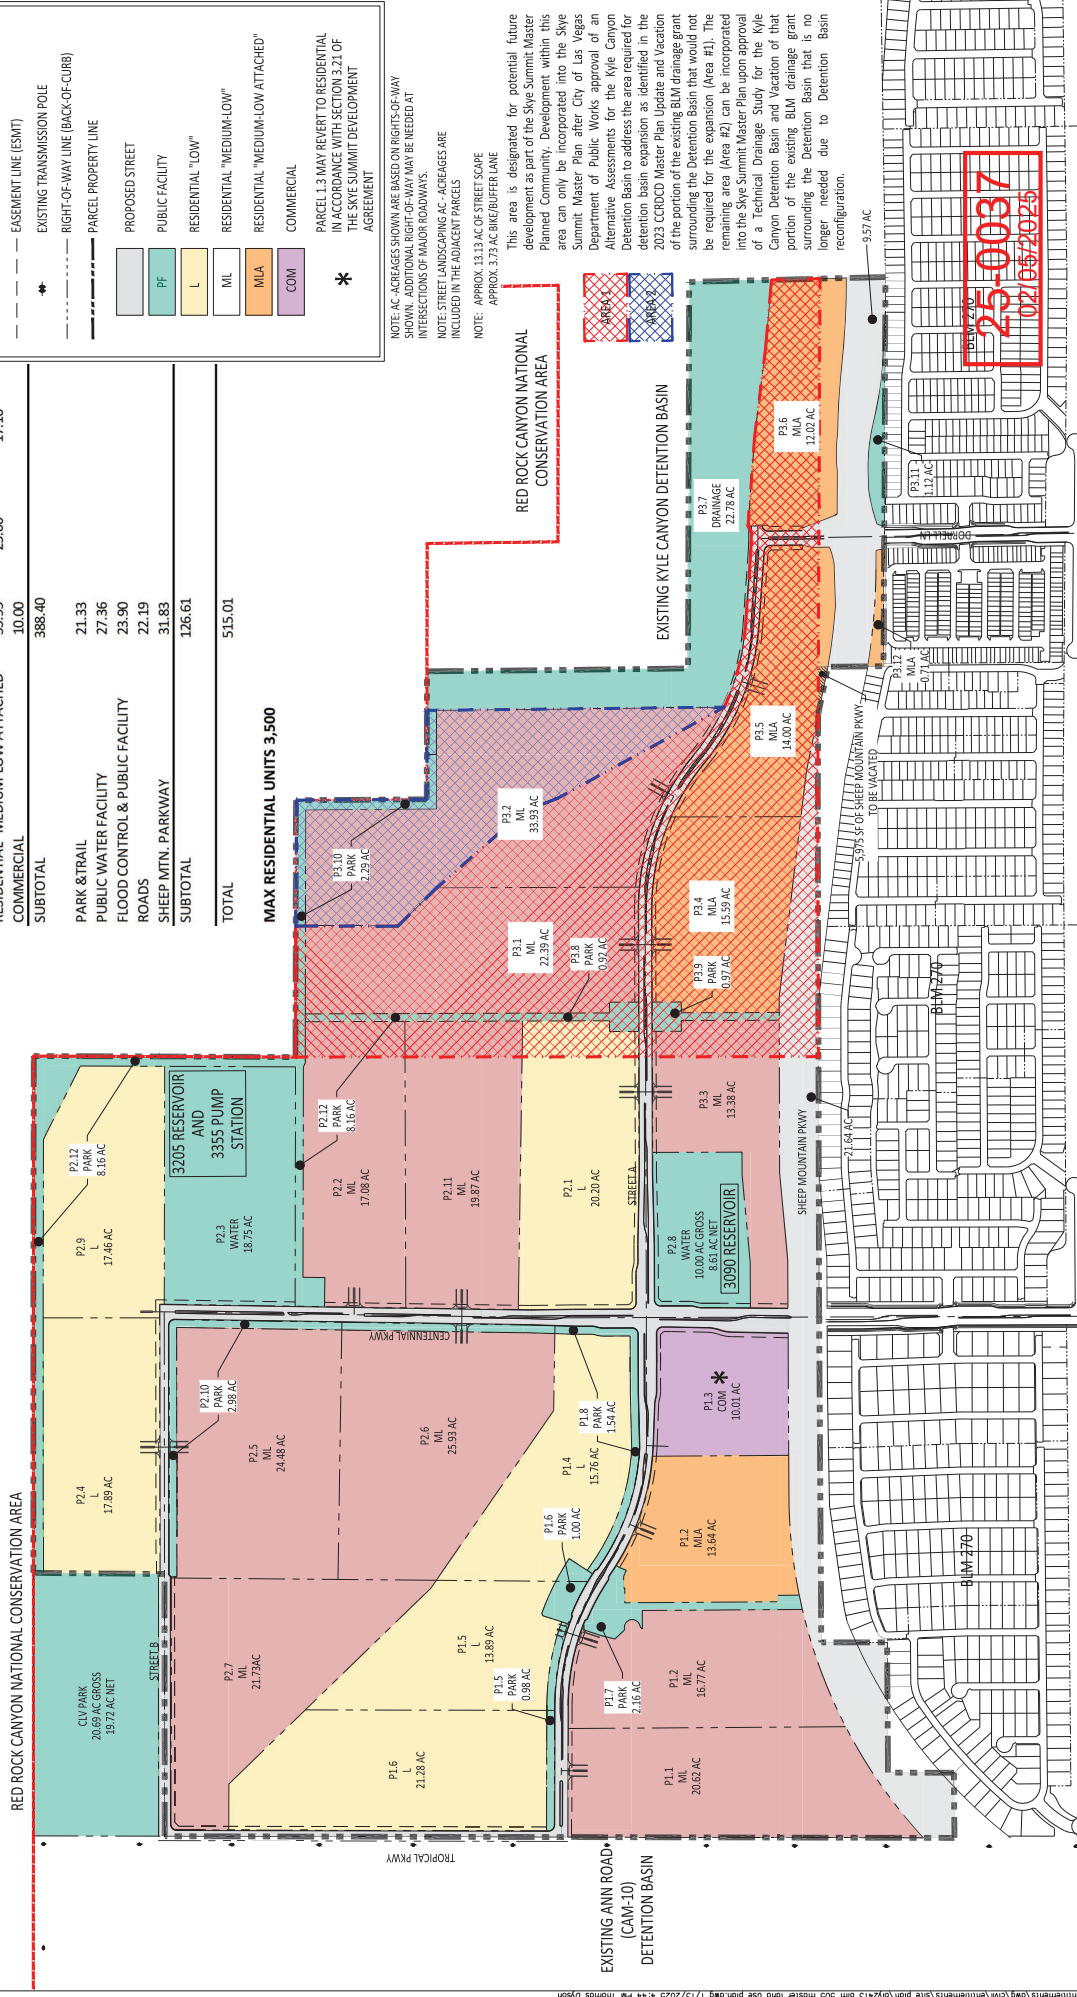 EASEMENT LINE (ESMT)
EXISTING TRANSMISSION POLE
RIGHT-OF-WAY LINE (BACK-OF-CURB)
PARCEL PROPERTY LINE
PROPOSED STREET
PF PUBLIC FACILITY
L RESIDENTIAL "LOW"
ML RESIDENTIAL "MEDIUM-LOW"
MLA RESIDENTIAL "MEDIUM-LOW ATTACHED"
COM COMMERCIAL
* PARCEL 1.3 MAY REVERT TO RESIDENTIAL
IN ACCORDANCE WITH SECTION 3.21 OF
THE SKYE SUMMIT DEVELOPMENT
AGREEMENT
NOTE: AC -ACREAGES SHOWN ARE BASED ON RIGHTS-OF-WAY
SHOWN. ADDITIONAL RIGHT-OF-WAY MAY BE NEEDED AT
INTERSECTIONS OF MAJOR ROADWAYS.
NOTE: STREET LANDSCAPING AC - ACREAGES ARE
INCLUDED IN THE ADJACENT PARCELS
NOTE: APPROX. 13.13 AC OF STREET SCAPE
APPROX. 3.73 AC BIKE/BUFFER LANE
This area is designated for potential future
development as part of the Skye Summit Master
Planned Community. Development within this
area can only be incorporated into the Skye
Summit Master Plan after City of Las Vegas
Department of Public Works approval of an
Alternative Assessments for the Kyle Canyon
Detention Basin to address the area required for
detention basin expansion as identified in the
2023 CCRDCD Master Plan Update and Vacation
of the portion of the existing BLM drainage grant
surrounding the Detention Basin that would not
be required for the expansion (Area #1). The
remaining area (Area #2) can be incorporated
into the Skye Summit Master Plan upon approval
of a Technical Drainage Study for the Kyle
Canyon Detention Basin and Vacation of that
portion of the existing BLM drainage grant
surrounding the Detention Basin that is no
longer needed due to Detention Basin
reconfiguration.
AREA 1
AREA 2
COMMERCIAL 10.00
SUBTOTAL 388.40
PARK &TRAIL 21.33
PUBLIC WATER FACILITY 27.36
FLOOD CONTROL & PUBLIC FACILITY 23.90
ROADS 22.19
SHEEP MTN. PARKWAY 31.83
SUBTOTAL 126.61
TOTAL 515.01
MAX RESIDENTIAL UNITS 3,500
RED ROCK CANYON NATIONAL
CONSERVATION AREA
EXISTING KYLE CANYON DETENTION BASIN
RED ROCK CANYON NATIONAL CONSERVATION AREA
EXISTING ANN ROAD
(CAM-10)
DETENTION BASIN
CLV PARK
20.69 AC GROSS
19.72 AC NET
P2.4
L
17.89 AC
P2.9
L
17.46 AC
P2.12
PARK
8.16 AC
3205 RESERVOIR
AND
3355 PUMP
STATION
P2.3
WATER
18.75 AC
P2.12
PARK
8.16 AC
P2.2
ML
17.08 AC
P2.11
ML
19.87 AC
P2.1
L
20.20 AC
P2.10
PARK
2.98 AC
P2.5
ML
24.48 AC
P2.6
ML
25.93 AC
P2.7
ML
21.73AC
P1.4
L
15.76 AC
P1.8
PARK
1.54 AC
P1.6
PARK
1.00 AC
P1.5
L
13.89 AC
P1.5
PARK
0.98 AC
P1.6
L
21.28 AC
P1.7
PARK
2.16 AC
P1.1
ML
20.62 AC
P1.2
ML
16.77 AC
P1.2
MLA
13.64 AC
P1.3
COM *
10.01 AC
P2.8
WATER
10.00 AC GROSS
8.61 AC NET
3090 RESERVOIR
P3.3
ML
13.38 AC
P3.10
PARK
2.29 AC
P3.2
ML
33.93 AC
P3.1
ML
22.39 AC
P3.8
PARK
0.92 AC
P3.9
PARK
0.97 AC
P3.4
MLA
15.59 AC
P3.5
MLA
14.00 AC
P3.6
MLA
12.02 AC
P3.7
DRAINAGE
22.78 AC
P3.11
1.12 AC
P3.12
MLA
0.71 AC
9.57 AC
21.64 AC
5,975 SF OF SHEEP MOUNTAIN PKWY
TO BE VACATED
SHEEP MOUNTAIN PKWY
STREET A
STREET B
CENTENNIAL PKWY
TROPICAL PKWY
DORRELL LN
BLM 270
BLM 270
BLM 270
25-0037
02/05/2025